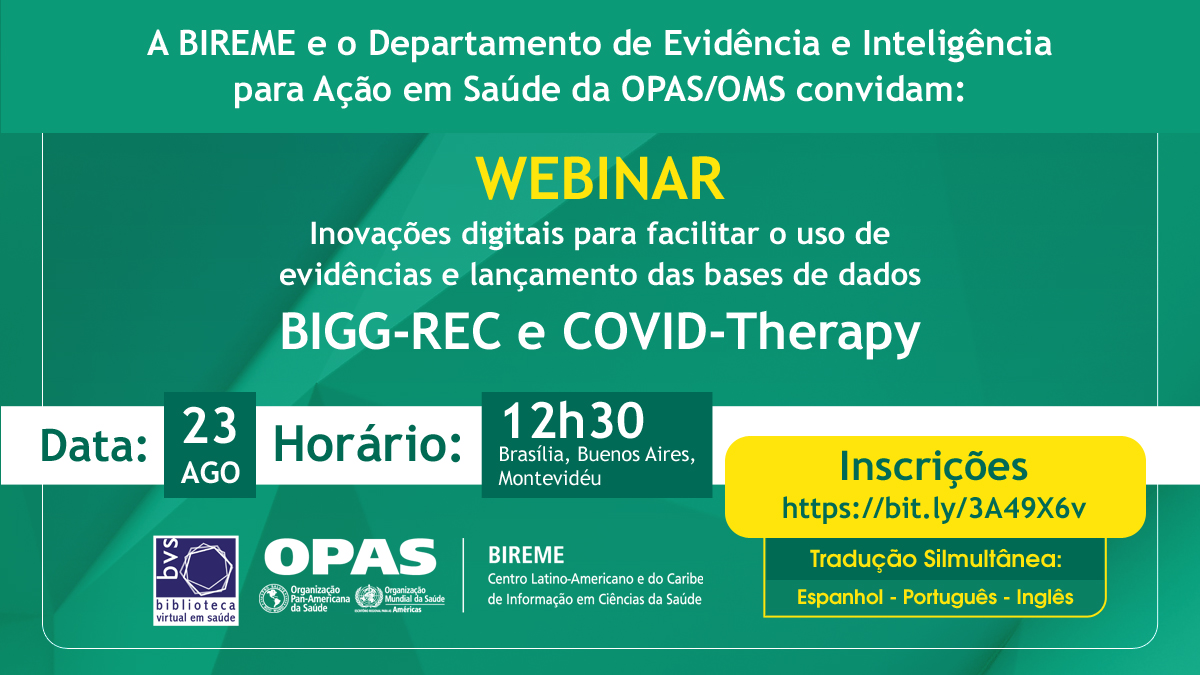 A BIREME e o Departamento de Evidência e Inteligência
para Ação em Saúde da OPAS/OMS convidam:
WEBINAR
Inovações digitais para facilitar o uso de
evidências e lançamento das bases de dados
BIGG-REC e COVID-Therapy
Data:
23
AGO
Horário:
12h30
Brasília, Buenos Aires,
Montevidéu
Inscrições
https://bit.ly/3A49X6v
Tradução Silmultânea:
Espanhol - Português - Inglês
bvs
biblioteca
virtual em saúde
OPAS
Organização
Pan-Americana
da Saúde
Organização
Mundial da Saúde
Américas
BIREME
Centro Latino-Americano e do Caribe
de Informação em Ciências da Saúde